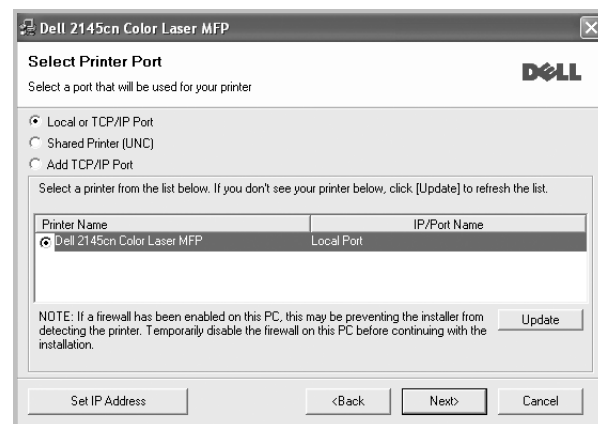 Dell 2145cn Color Laser MFP
Select Printer Port
Select a port that will be used for your printer
DELL
Local or TCP/IP Port
Shared Printer (UNC)
Add TCP/IP Port
Select a printer from the list below. If you don't see your printer below, click [Update] to refresh the list.
Printer Name IP/Port Name
Dell 2145cn Color Laser MFP Local Port
NOTE: If a firewall has been enabled on this PC, this may be preventing the installer from
detecting the printer. Temporarily disable the firewall on this PC before continuing with the
installation.
Update
Set IP Address <Back Next> Cancel